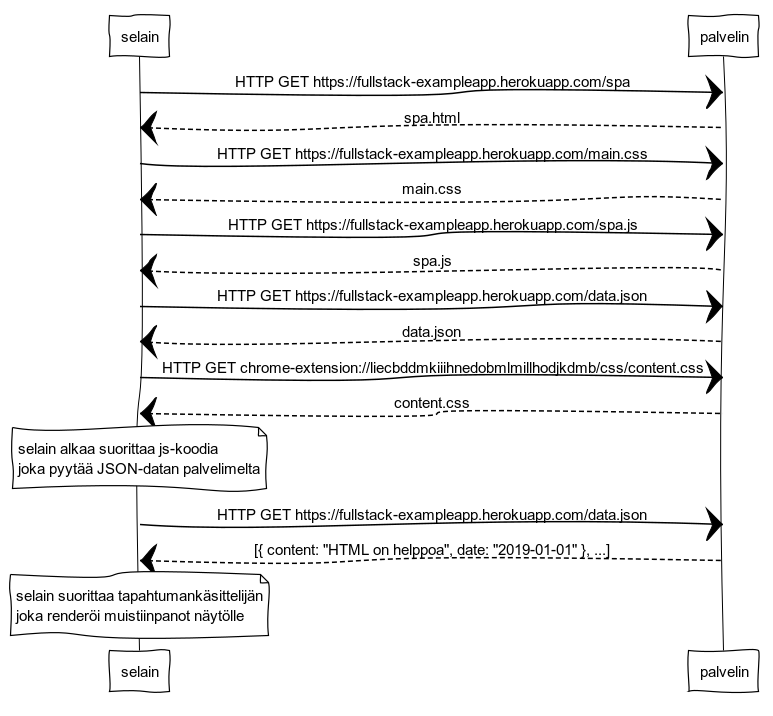 selain
palvelin
HTTP GET https://fullstack-exampleapp.herokuapp.com/spa
spa.html
HTTP GET https://fullstack-exampleapp.herokuapp.com/main.css
main.css
HTTP GET https://fullstack-exampleapp.herokuapp.com/spa.js
spa.js
HTTP GET https://fullstack-exampleapp.herokuapp.com/data.json
data.json
HTTP GET chrome-extension://liecbddmkiiihnedobmlmillhodjkdmb/css/content.css
content.css
selain alkaa suorittaa js-koodia
joka pyytää JSON-datan palvelimelta
HTTP GET https://fullstack-exampleapp.herokuapp.com/data.json
[{ content: "HTML on helppoa", date: "2019-01-01" }, ...]
selain suorittaa tapahtumankäsittelijän
joka renderöi muistiinpanot näytölle
selain
palvelin